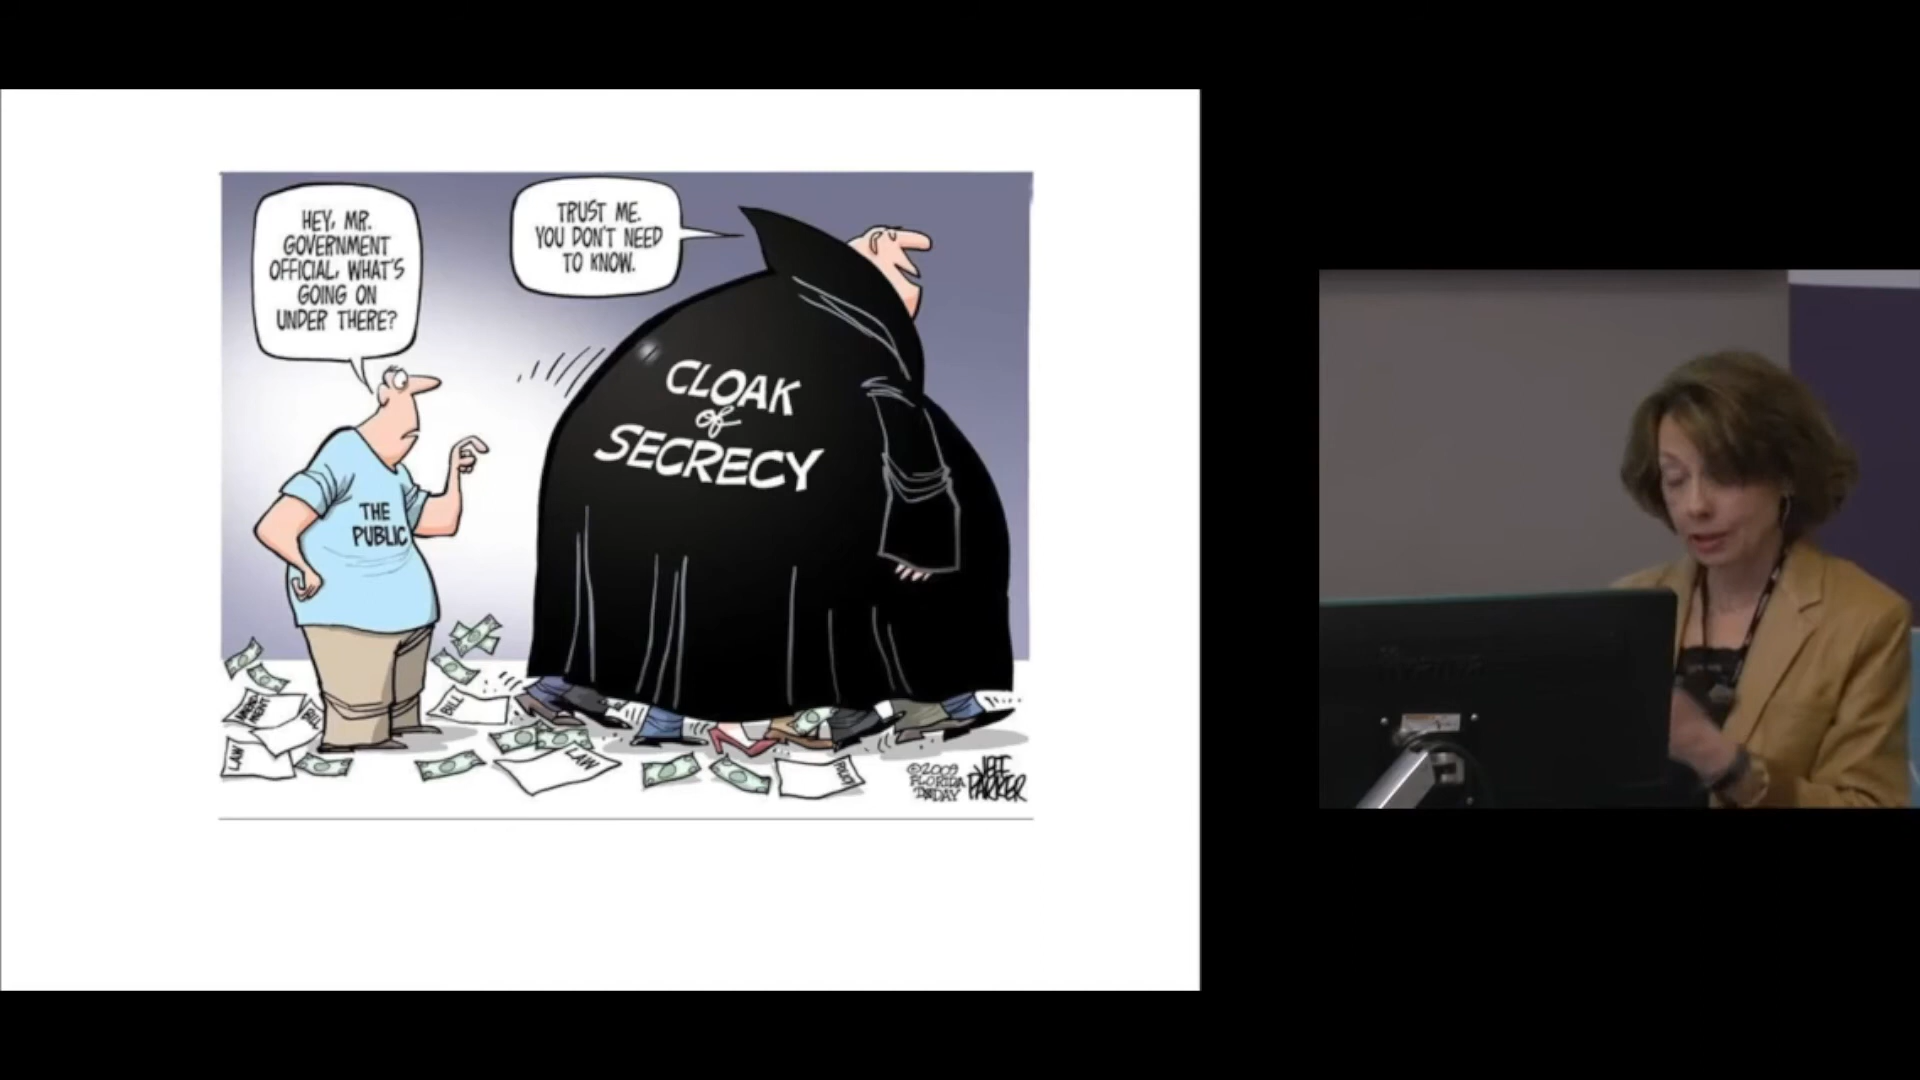 HEY, MR.
GOVERNMENT
OFFICIAL, WHAT'S
GOING ON
UNDER THERE?
TRUST ME.
YOU DON'T NEED
TO KNOW.
CLOAK
of
SECRECY
THE
PUBLIC
BILL
BILL
LAW
LAW
POLICY
©2009
FLORIDA
TODAY
JEFF
PARKER